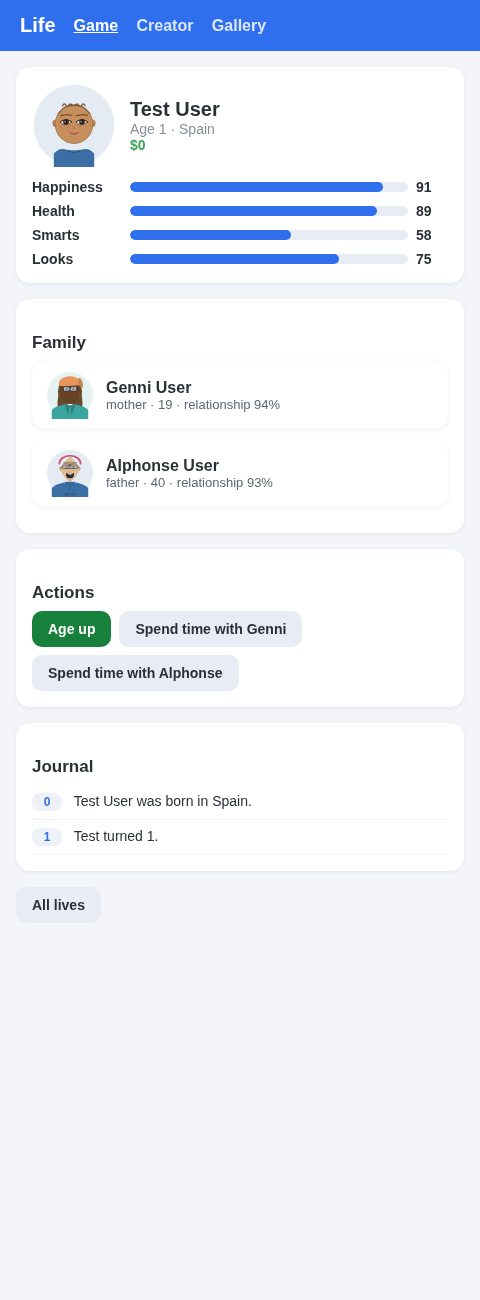 Life Game Creator Gallery
Test User
Age 1 · Spain
$0
Happiness 91
Health 89
Smarts 58
Looks 75
Family
Genni User
mother · 19 · relationship 94%
Alphonse User
father · 40 · relationship 93%
Actions
Age up Spend time with Genni
Spend time with Alphonse
Journal
0 Test User was born in Spain.
1 Test turned 1.
All lives